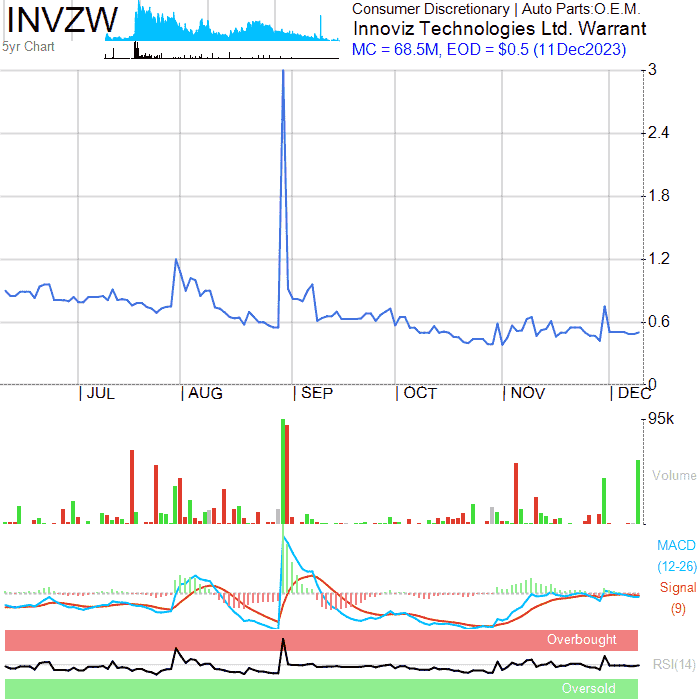 INVZW
5yr Chart
Consumer Discretionary | Auto Parts:O.E.M.
Innoviz Technologies Ltd. Warrant
MC = 68.5M, EOD = $0.5 (11Dec2023)
3
2.4
1.8
1.2
0.6
0
| JUL | AUG | SEP | OCT | NOV | DEC
95k
Volume
MACD
(12-26)
Signal
(9)
Overbought
RSI(14)
Oversold